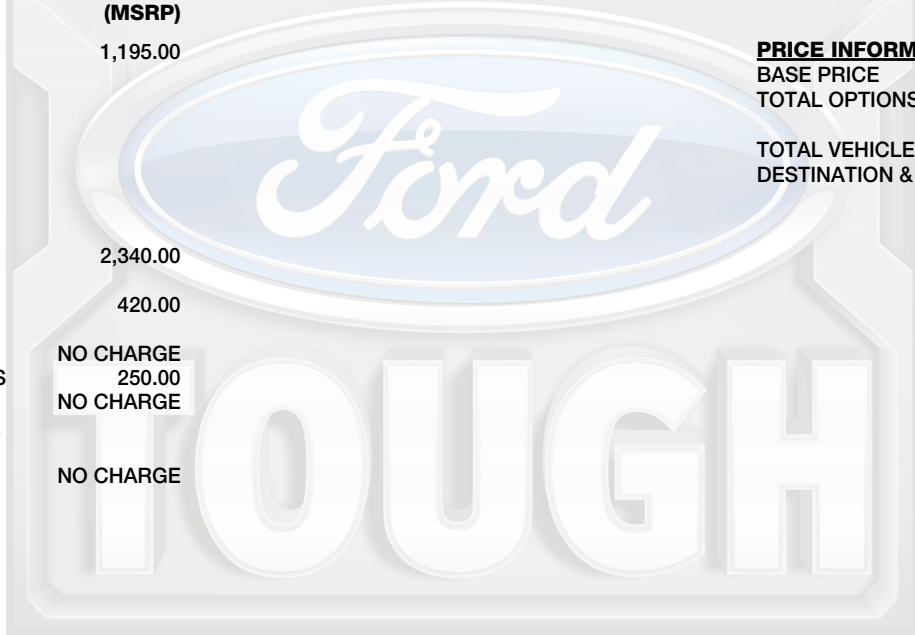 (MSRP)
1,195.00
2,340.00
420.00
NO CHARGE
S 250.00
NO CHARGE
NO CHARGE
PRICE INFORM
BASE PRICE
TOTAL OPTIONS
TOTAL VEHICLE
DESTINATION &
Ford
TOUGH